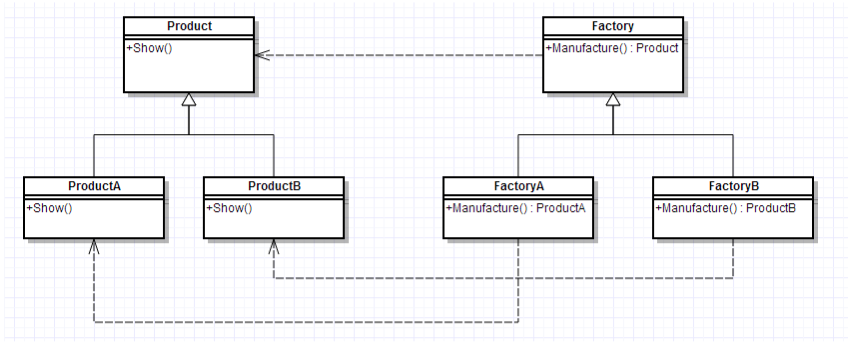 Product
+Show()
Factory
+Manufacture() : Product
ProductA
+Show()
ProductB
+Show()
FactoryA
+Manufacture() : ProductA
FactoryB
+Manufacture() : ProductB